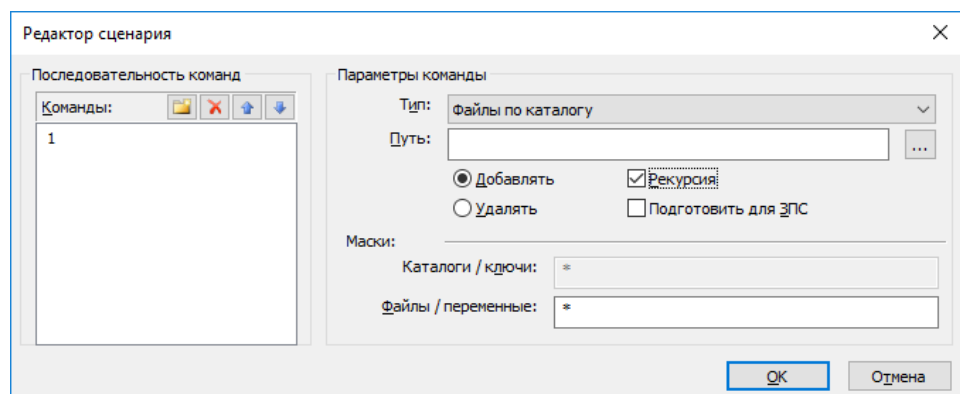 Редактор сценария
Последовательность команд
Команды:
1
Параметры команды
Тип: Файлы по каталогу
Путь: ...
Добавлять Рекурсия
Удалять Подготовить для ЗПС
Маски:
Каталоги / ключи: *
Файлы / переменные: *
OK Отмена